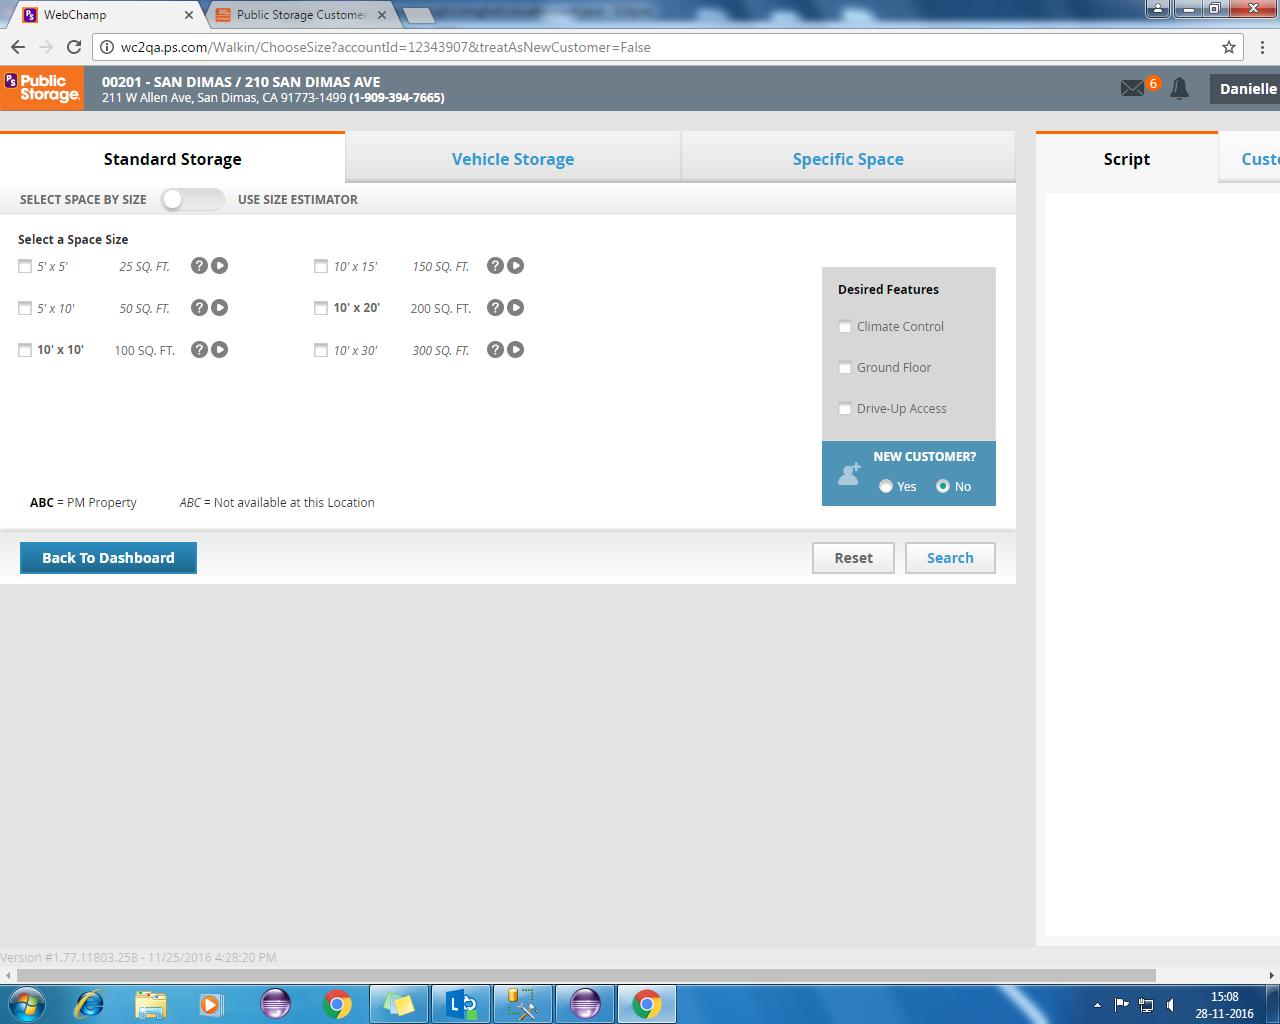 WebChamp
Public Storage Customer
wc2qa.ps.com/Walkin/ChooseSize?accountId=12343907&treatAsNewCustomer=False
PS Public Storage.
00201 - SAN DIMAS / 210 SAN DIMAS AVE
211 W Allen Ave, San Dimas, CA 91773-1499 (1-909-394-7665)
6
Danielle
Standard Storage
Vehicle Storage
Specific Space
Script
Custo
SELECT SPACE BY SIZE
USE SIZE ESTIMATOR
Select a Space Size
5' x 5' 25 SQ. FT. ?
10' x 15' 150 SQ. FT. ?
5' x 10' 50 SQ. FT. ?
10' x 20' 200 SQ. FT. ?
10' x 10' 100 SQ. FT. ?
10' x 30' 300 SQ. FT. ?
Desired Features
Climate Control
Ground Floor
Drive-Up Access
NEW CUSTOMER?
Yes No
ABC = PM Property
ABC = Not available at this Location
Back To Dashboard
Reset
Search
Version #1.77.11803.258 - 11/25/2016 4:28:20 PM
15:08
28-11-2016